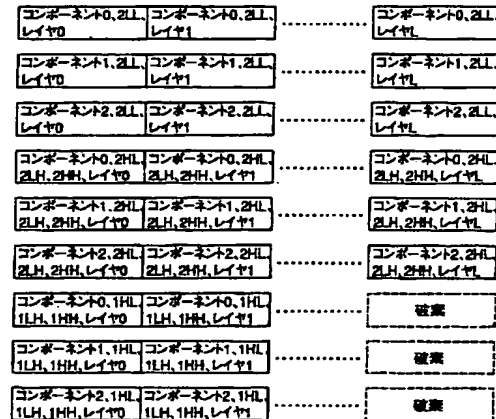 コンポーネント0、2LL、 コンポーネント0、2LL、 ‥‥‥‥ コンポーネント0、2LL、
レイヤ0 レイヤ1 レイヤL
コンポーネント1、2LL、 コンポーネント1、2LL、 ‥‥‥‥ コンポーネント1、2LL、
レイヤ0 レイヤ1 レイヤL
コンポーネント2、2LL、 コンポーネント2、2LL、 ‥‥‥‥ コンポーネント2、2LL、
レイヤ0 レイヤ1 レイヤL
コンポーネント0、2HL、 コンポーネント0、2HL、 ‥‥‥‥ コンポーネント0、2HL、
2LH、2HH、レイヤ0 2LH、2HH、レイヤ1 2LH、2HH、レイヤL
コンポーネント1、2HL、 コンポーネント1、2HL、 ‥‥‥‥ コンポーネント1、2HL、
2LH、2HH、レイヤ0 2LH、2HH、レイヤ1 2LH、2HH、レイヤL
コンポーネント2、2HL、 コンポーネント2、2HL、 ‥‥‥‥ コンポーネント2、2HL、
2LH、2HH、レイヤ0 2LH、2HH、レイヤ1 2LH、2HH、レイヤL
コンポーネント0、1HL、 コンポーネント0、1HL、 ‥‥‥‥ 破棄
1LH、1HH、レイヤ0 1LH、1HH、レイヤ1
コンポーネント1、1HL、 コンポーネント1、1HL、 ‥‥‥‥ 破棄
1LH、1HH、レイヤ0 1LH、1HH、レイヤ1
コンポーネント2、1HL、 コンポーネント2、1HL、 ‥‥‥‥ 破棄
1LH、1HH、レイヤ0 1LH、1HH、レイヤ1